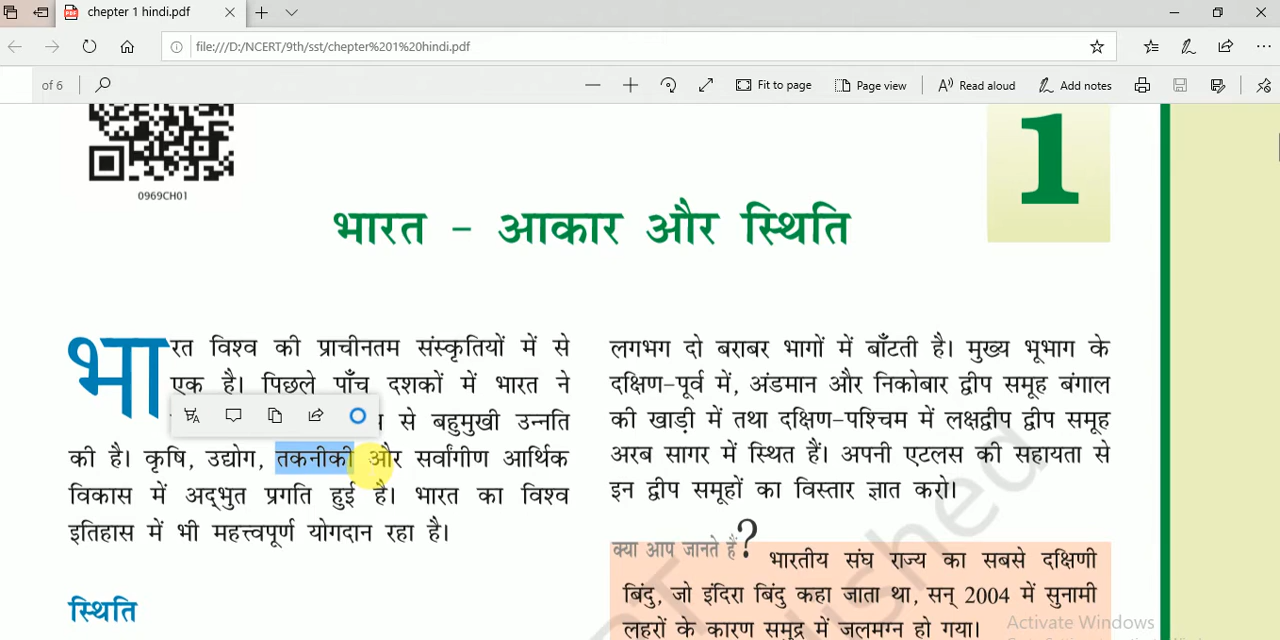 chepter 1 hindi.pdf
file:///D:/NCERT/9th/sst/chepter%201%20hindi.pdf
of 6
Fit to page
Page view
Read aloud
Add notes
0969CH01
1
भारत - आकार और स्थिति
भारत विश्व की प्राचीनतम संस्कृतियों में से
एक है। पिछले पाँच दशकों में भारत ने
से बहुमुखी उन्नति
की है। कृषि, उद्योग, तकनीकी और सर्वांगीण आर्थिक
विकास में अद्भुत प्रगति हुई है। भारत का विश्व
इतिहास में भी महत्त्वपूर्ण योगदान रहा है।
स्थिति
लगभग दो बराबर भागों में बाँटती है। मुख्य भूभाग के
दक्षिण-पूर्व में, अंडमान और निकोबार द्वीप समूह बंगाल
की खाड़ी में तथा दक्षिण-पश्चिम में लक्षद्वीप द्वीप समूह
अरब सागर में स्थित हैं। अपनी एटलस की सहायता से
इन द्वीप समूहों का विस्तार ज्ञात करो।
क्या आप जानते हैं?
भारतीय संघ राज्य का सबसे दक्षिणी
बिंदु, जो इंदिरा बिंदु कहा जाता था, सन् 2004 में सुनामी
लहरों के कारण समुद्र में जलमग्न हो गया।
Activate Windows